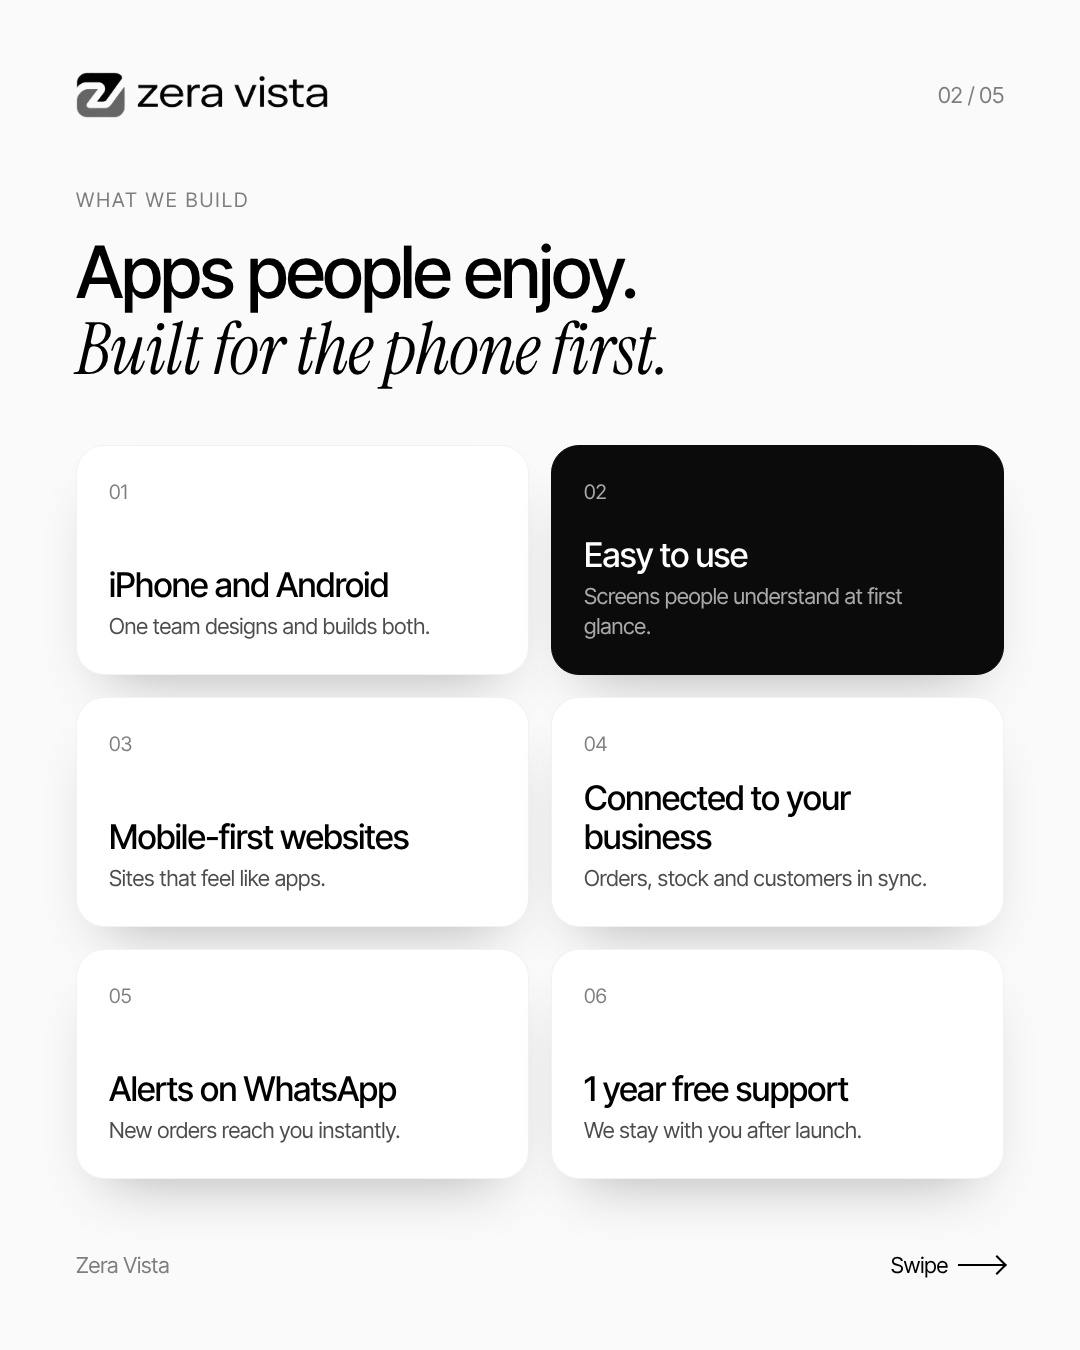 zera vista
02 / 05
WHAT WE BUILD
Apps people enjoy.
Built for the phone first.
01
iPhone and Android
One team designs and builds both.
02
Easy to use
Screens people understand at first
glance.
03
Mobile-first websites
Sites that feel like apps.
04
Connected to your
business
Orders, stock and customers in sync.
05
Alerts on WhatsApp
New orders reach you instantly.
06
1 year free support
We stay with you after launch.
Zera Vista
Swipe